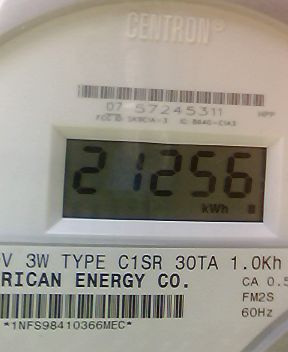 CENTRON®
07 57245311
HPP
21256
kWh
V 3W TYPE C1SR 30TA 1.0Kh
RICAN ENERGY CO.
CA 0.5
FM2S
60Hz
*1NFS98410366MEC*